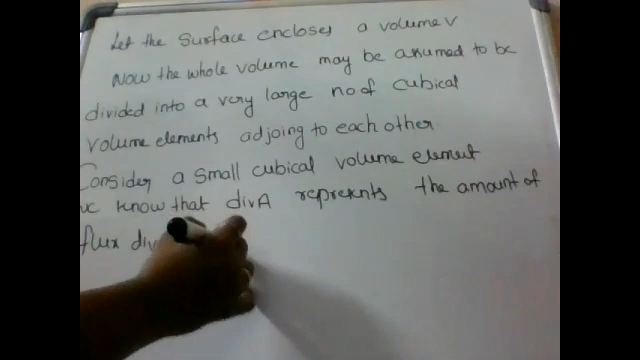 Let the surface encloses a volume v
Now the whole volume may be assumed to be
divided into a very large no of cubical
volume elements adjoing to each other
Consider a small cubical volume element
we know that divA represents the amount of
flux div